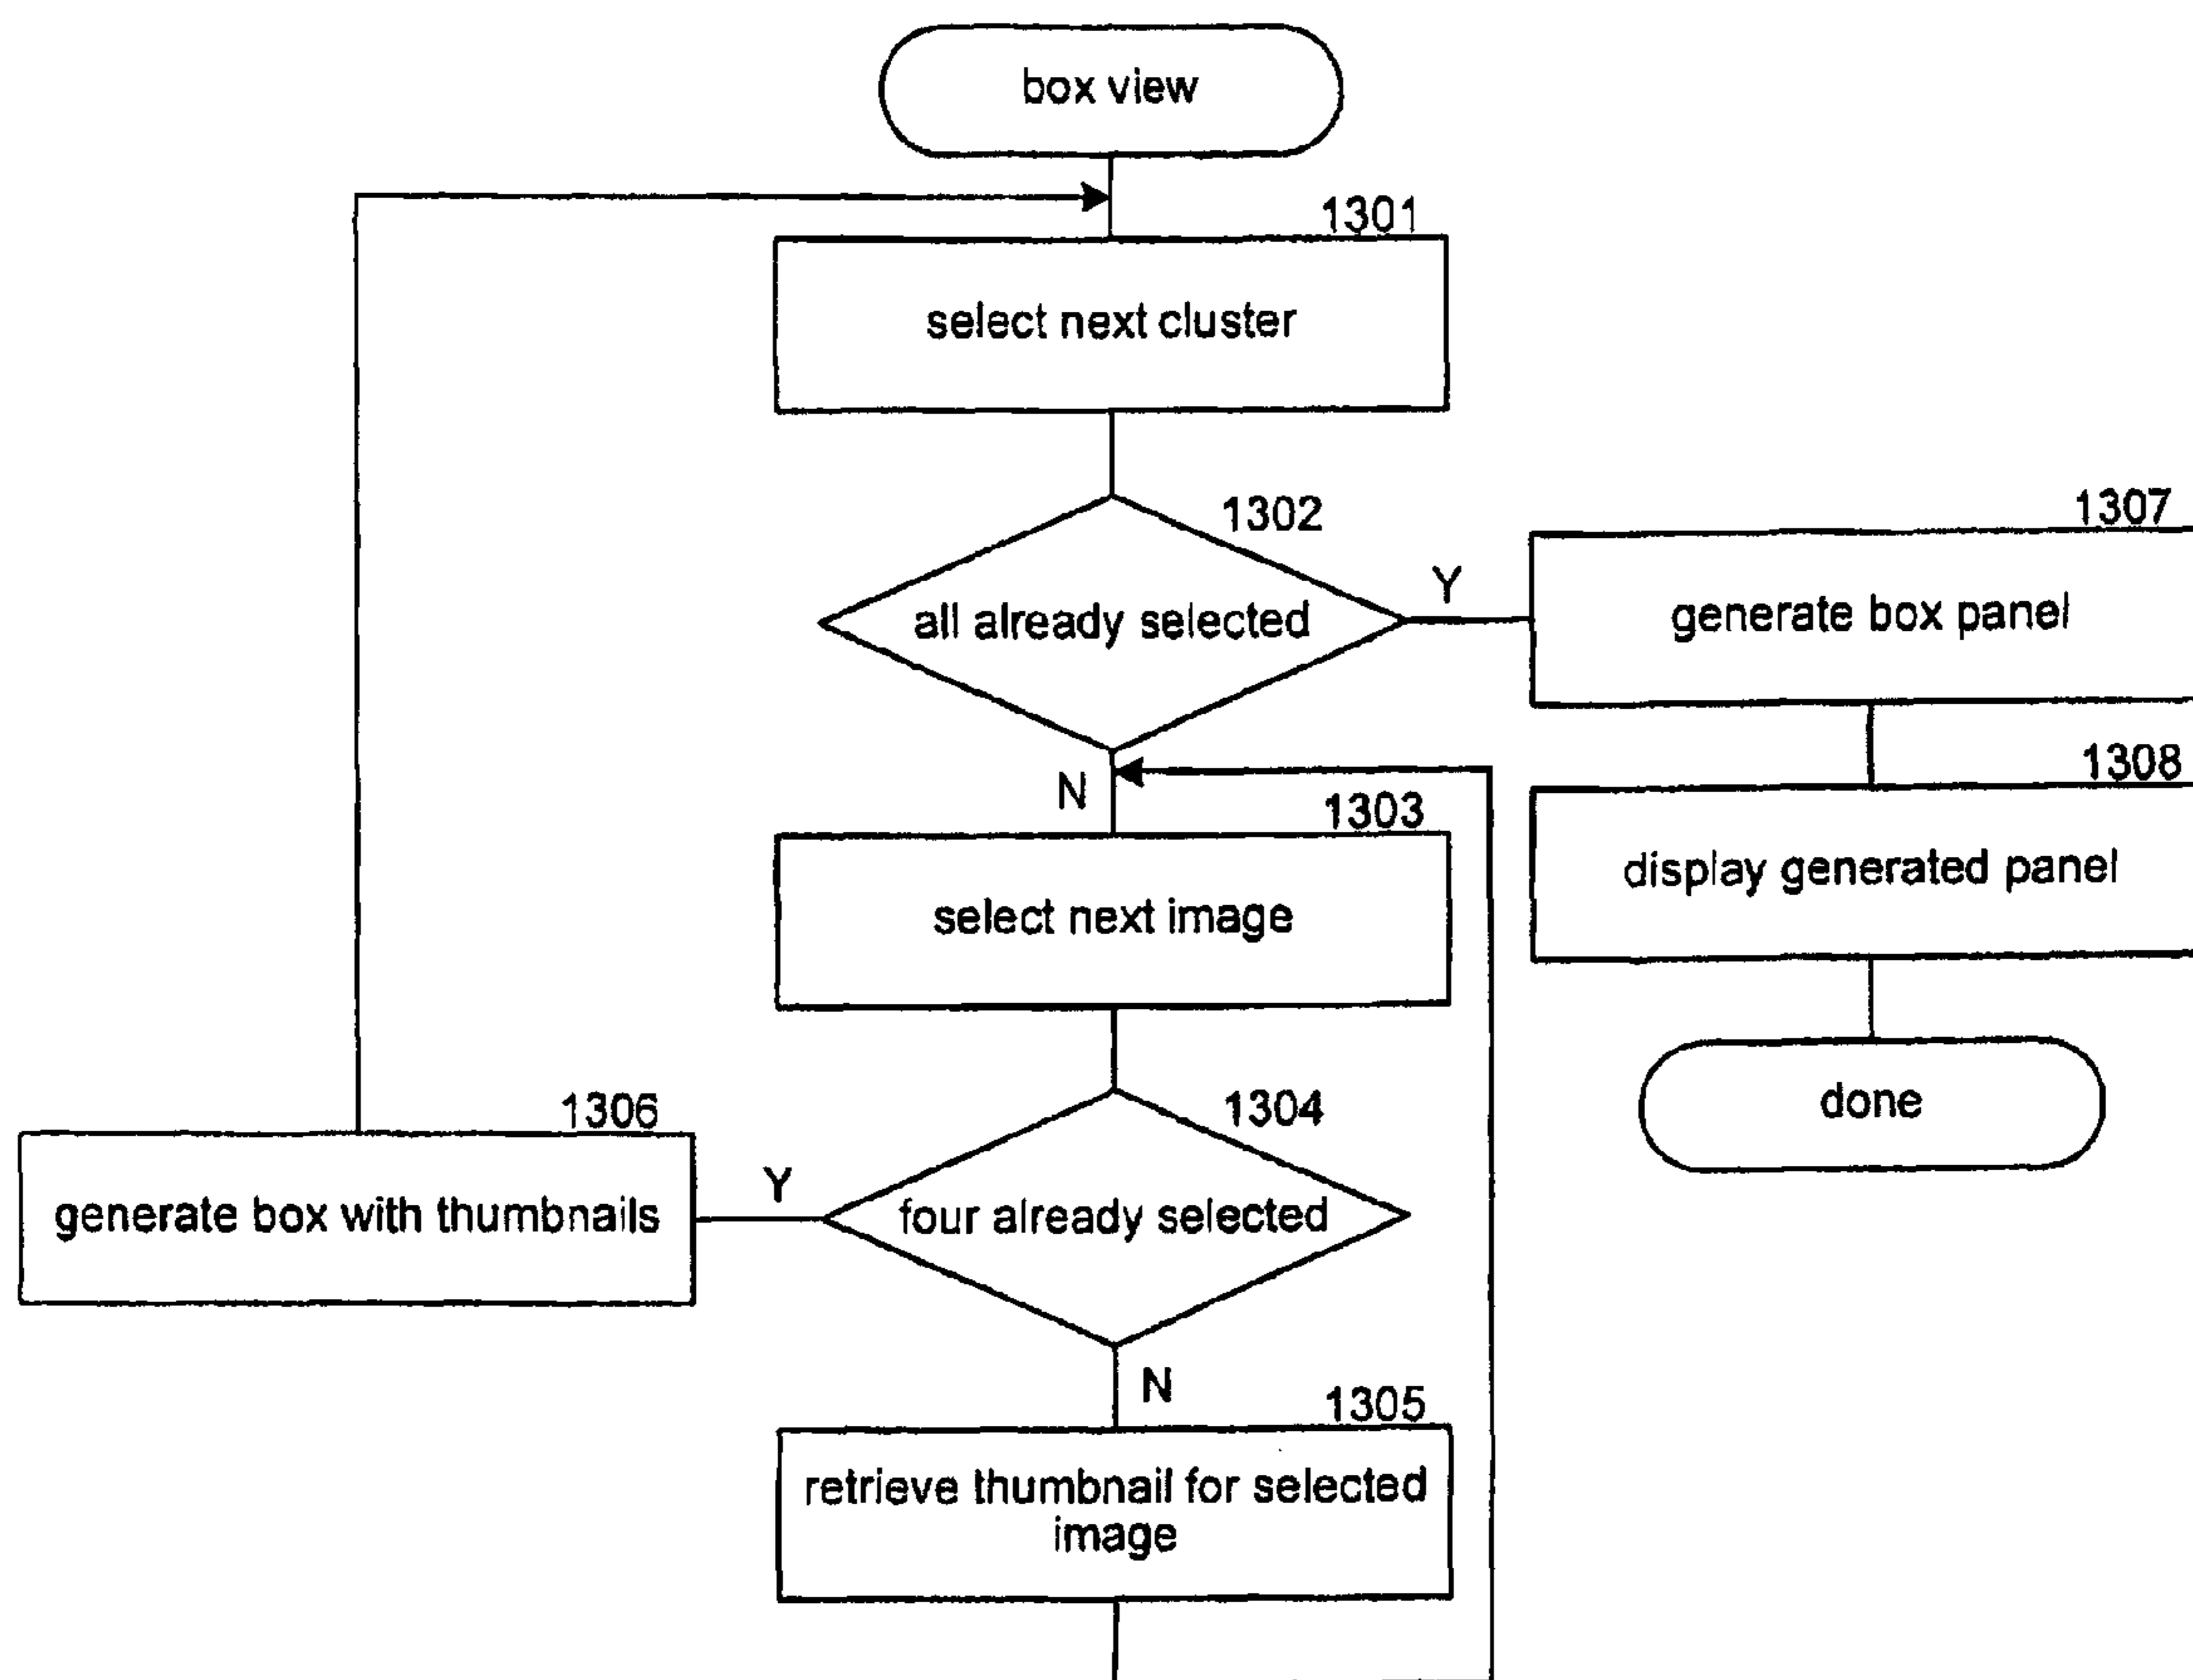 box view
1301
select next cluster
1302
all already selected
Y
1307
generate box panel
N
1308
display generated panel
done
1303
select next image
1304
four already selected
Y
1306
generate box with thumbnails
N
1305
retrieve thumbnail for selected
image